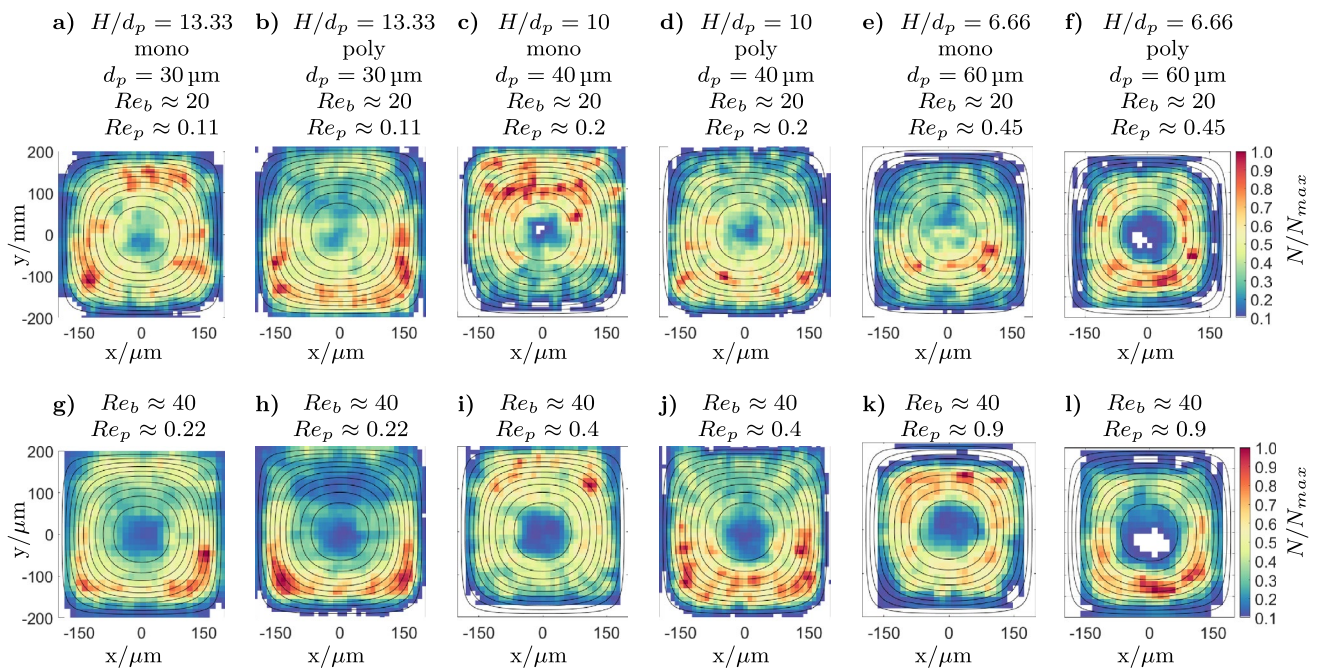 a) H/d_p = 13.33 b) H/d_p = 13.33 c) H/d_p = 10 d) H/d_p = 10 e) H/d_p = 6.66 f) H/d_p = 6.66
mono poly mono poly mono poly
d_p = 30 µm d_p = 30 µm d_p = 40 µm d_p = 40 µm d_p = 60 µm d_p = 60 µm
Re_b ≈ 20 Re_b ≈ 20 Re_b ≈ 20 Re_b ≈ 20 Re_b ≈ 20 Re_b ≈ 20
Re_p ≈ 0.11 Re_p ≈ 0.11 Re_p ≈ 0.2 Re_p ≈ 0.2 Re_p ≈ 0.45 Re_p ≈ 0.45
y/mm
200
100
0
-100
-200
1.0
0.9
0.8
0.7
0.6
0.5
0.4
0.3
0.2
0.1
N/N_max
-150 0 150 -150 0 150 -150 0 150 -150 0 150 -150 0 150 -150 0 150
x/µm x/µm x/µm x/µm x/µm x/µm
g) Re_b ≈ 40 h) Re_b ≈ 40 i) Re_b ≈ 40 j) Re_b ≈ 40 k) Re_b ≈ 40 l) Re_b ≈ 40
Re_p ≈ 0.22 Re_p ≈ 0.22 Re_p ≈ 0.4 Re_p ≈ 0.4 Re_p ≈ 0.9 Re_p ≈ 0.9
y/µm
200
100
0
-100
-200
1.0
0.9
0.8
0.7
0.6
0.5
0.4
0.3
0.2
0.1
N/N_max
-150 0 150 -150 0 150 -150 0 150 -150 0 150 -150 0 150 -150 0 150
x/µm x/µm x/µm x/µm x/µm x/µm